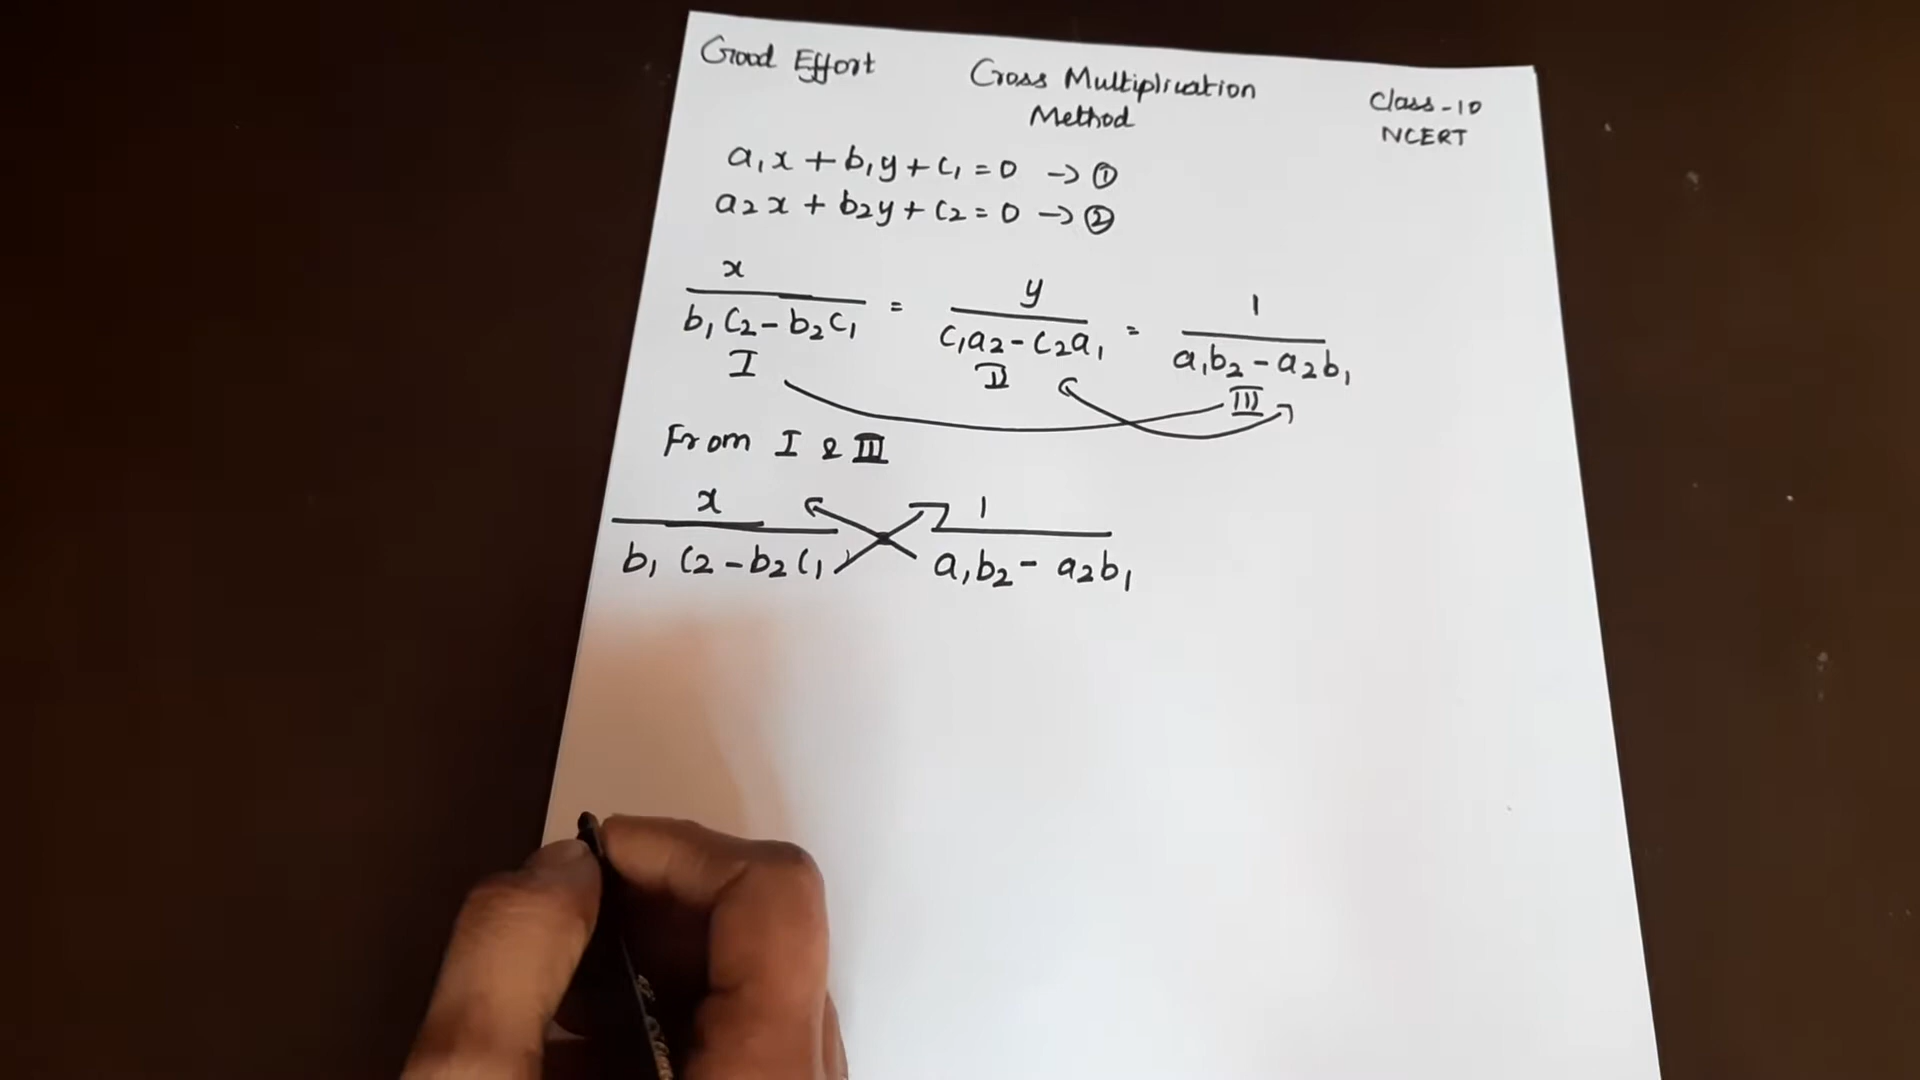 Good Effort
Cross Multiplication
Method
Class-10
NCERT
a₁x + b₁y + c₁ = 0 → ①
a₂x + b₂y + c₂ = 0 → ②
x / b₁c₂ - b₂c₁ = y / c₁a₂ - c₂a₁ = 1 / a₁b₂ - a₂b₁
I II III
From I & III
x / b₁c₂ - b₂c₁ 1 / a₁b₂ - a₂b₁